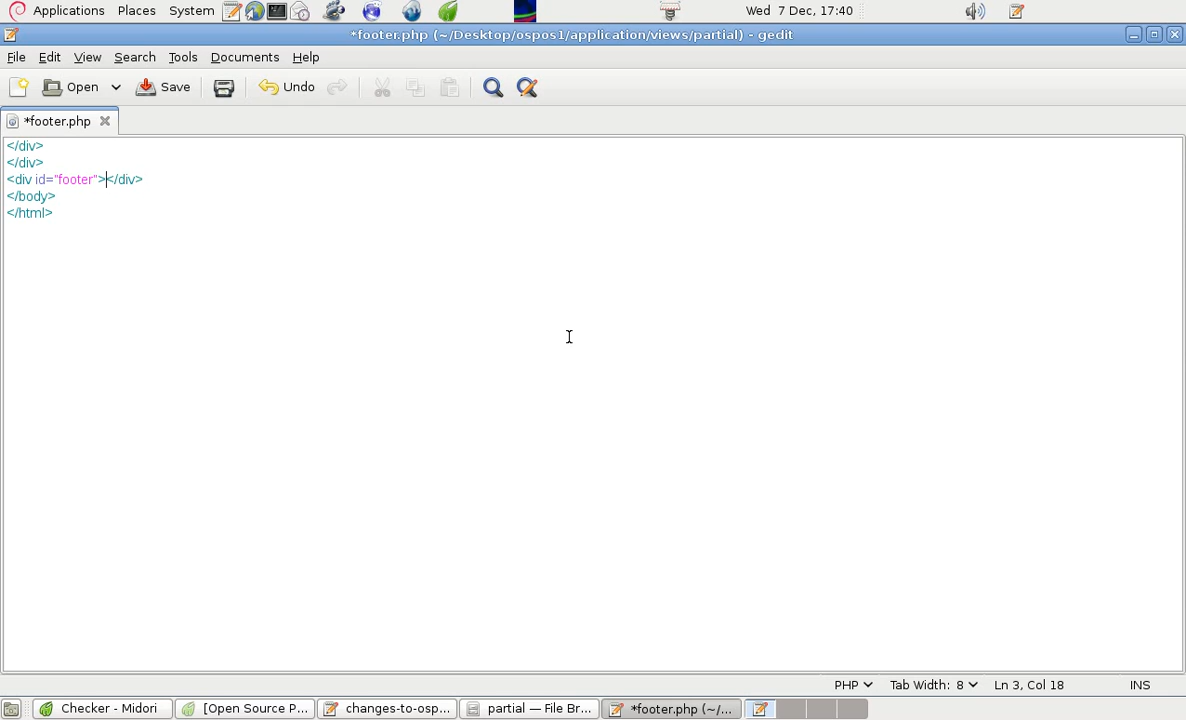 Applications Places System Wed 7 Dec, 17:40
*footer.php (~/Desktop/ospos1/application/views/partial) - gedit
File Edit View Search Tools Documents Help
Open Save Undo
*footer.php
</div>
</div>
<div id="footer"></div>
</body>
</html>
PHP Tab Width: 8 Ln 3, Col 18 INS
Checker - Midori [Open Source P... changes-to-osp... partial — File Br... *footer.php (~/...